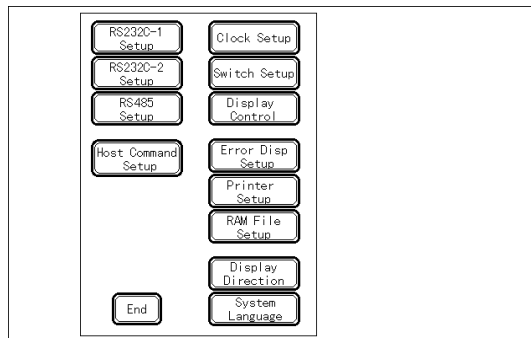 RS232C-1
Setup
RS232C-2
Setup
RS485
Setup
Host Command
Setup
End
Clock Setup
Switch Setup
Display
Control
Error Disp
Setup
Printer
Setup
RAM File
Setup
Display
Direction
System
Language